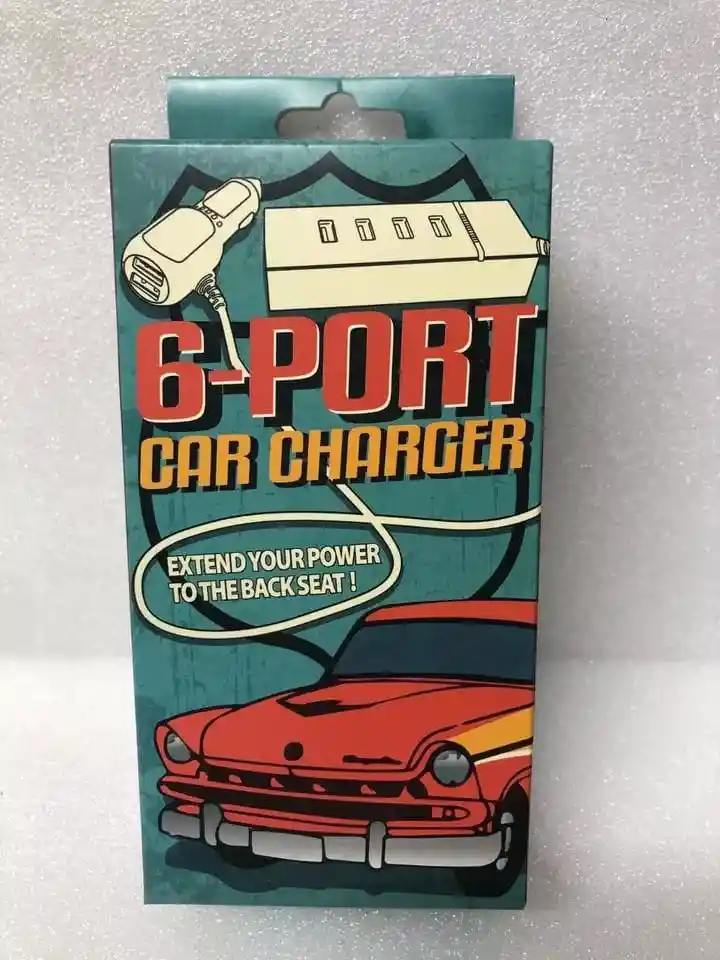 6-PORT
CAR CHARGER
EXTEND YOUR POWER
TO THE BACK SEAT !